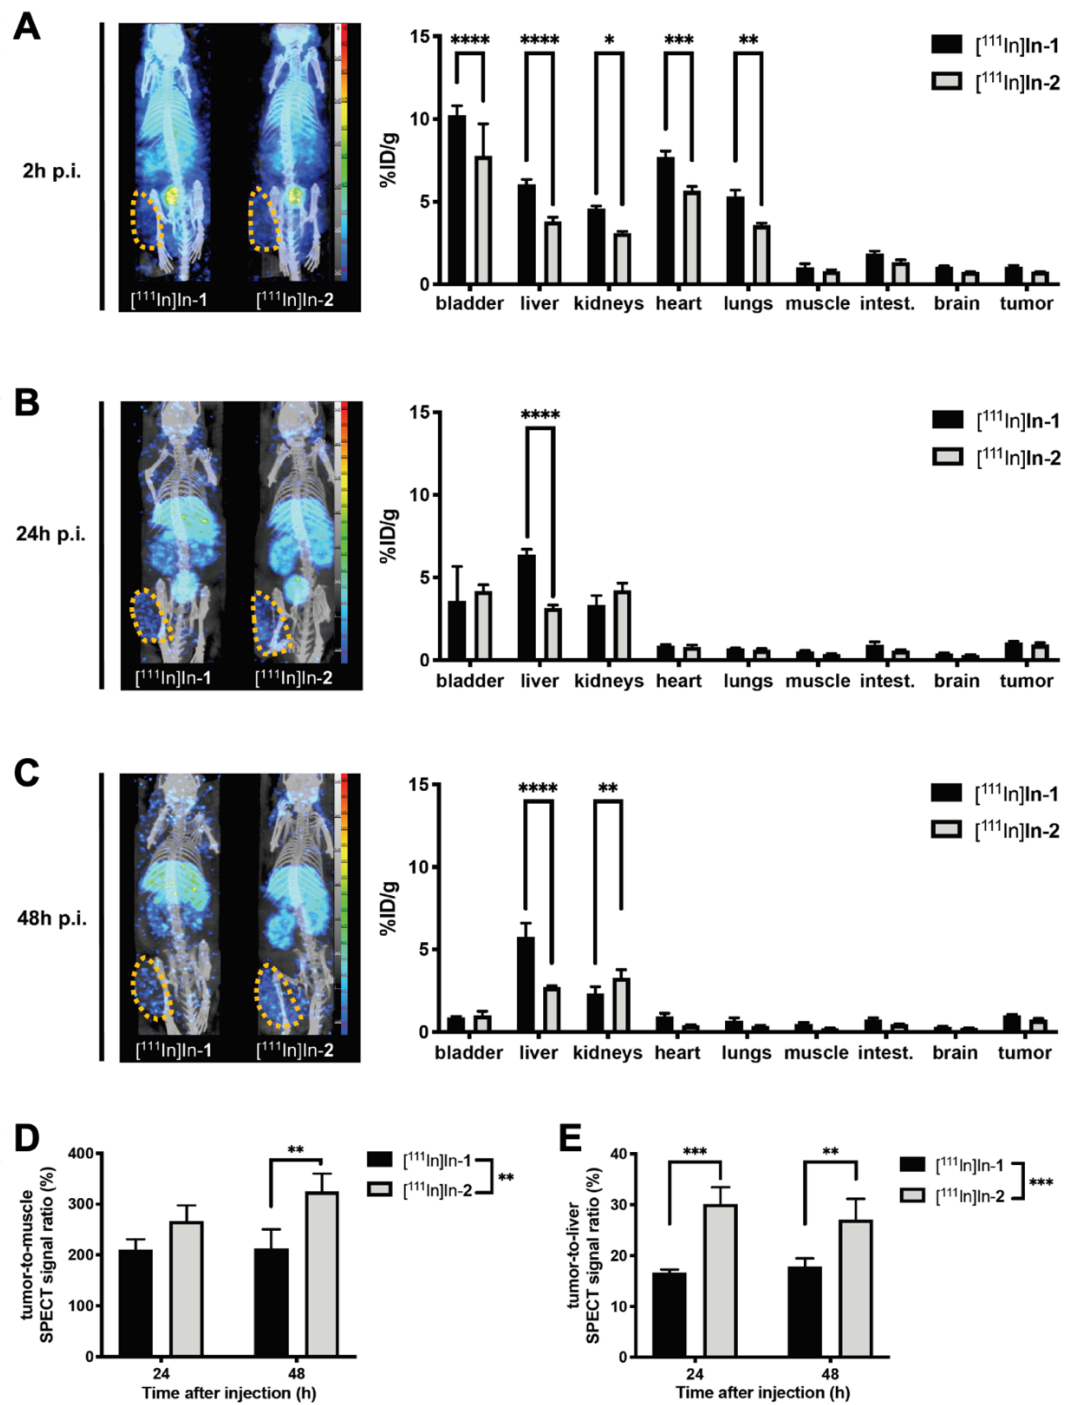 A
2h p.i.
[¹¹¹In]In-1
[¹¹¹In]In-2
%ID/g
15
10
5
0
****
****
*
***
**
bladder
liver
kidneys
heart
lungs
muscle
intest.
brain
tumor
[¹¹¹In]In-1
[¹¹¹In]In-2
B
24h p.i.
[¹¹¹In]In-1
[¹¹¹In]In-2
%ID/g
15
10
5
0
****
bladder
liver
kidneys
heart
lungs
muscle
intest.
brain
tumor
[¹¹¹In]In-1
[¹¹¹In]In-2
C
48h p.i.
[¹¹¹In]In-1
[¹¹¹In]In-2
%ID/g
15
10
5
0
****
**
bladder
liver
kidneys
heart
lungs
muscle
intest.
brain
tumor
[¹¹¹In]In-1
[¹¹¹In]In-2
D
tumor-to-muscle
SPECT signal ratio (%)
400
300
200
100
0
**
24
48
Time after injection (h)
[¹¹¹In]In-1
[¹¹¹In]In-2
**
E
tumor-to-liver
SPECT signal ratio (%)
40
30
20
10
0
***
**
24
48
Time after injection (h)
[¹¹¹In]In-1
[¹¹¹In]In-2
***